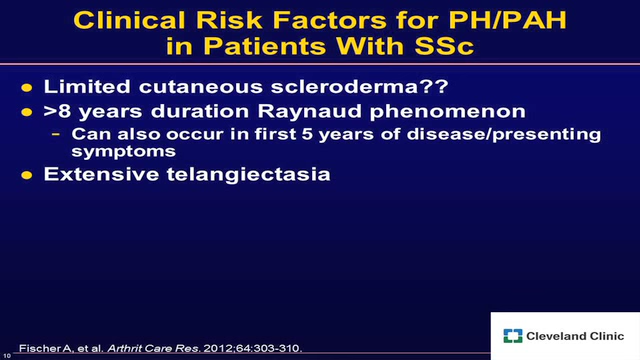 Clinical Risk Factors for PH/PAH
in Patients With SSc
● Limited cutaneous scleroderma??
● >8 years duration Raynaud phenomenon
– Can also occur in first 5 years of disease/presenting
symptoms
● Extensive telangiectasia
Fischer A, et al. Arthrit Care Res. 2012;64:303-310.
10
Cleveland Clinic